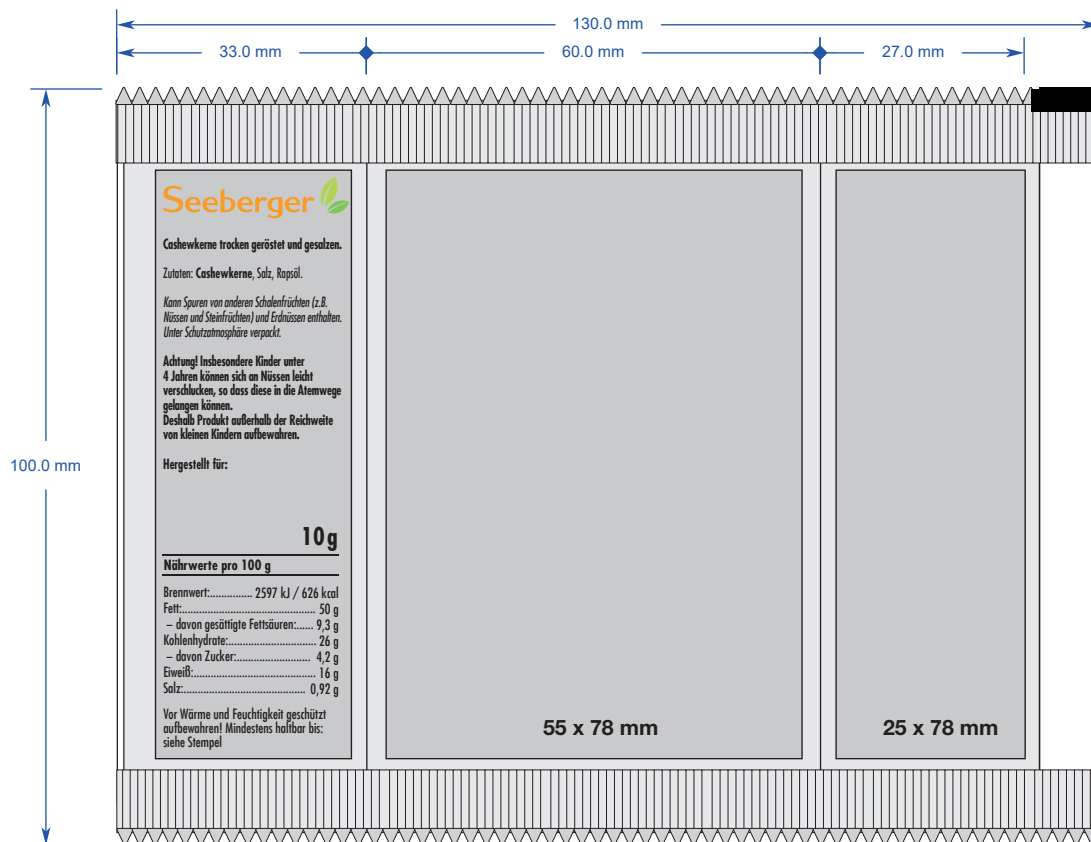 130.0 mm
33.0 mm
60.0 mm
27.0 mm
100.0 mm
Seeberger
Cashewkerne trocken geröstet und gesalzen.
Zutaten: Cashewkerne, Salz, Rapsöl.
Kann Spuren von anderen Schalenfrüchten (z.B.
Nüssen und Steinfrüchten) und Erdnüssen enthalten.
Unter Schutzatmosphäre verpackt.
Achtung! Insbesondere Kinder unter
4 Jahren können sich an Nüssen leicht
verschlucken, so dass diese in die Atemwege
gelangen können.
Deshalb Produkt außerhalb der Reichweite
von kleinen Kindern aufbewahren.
Hergestellt für:
10g
Nährwerte pro 100 g
Brennwert:............... 2597 kJ / 626 kcal
Fett:............................................... 50 g
– davon gesättigte Fettsäuren:...... 9,3 g
Kohlenhydrate:............................... 26 g
– davon Zucker:.......................... 4,2 g
Eiweiß:........................................... 16 g
Salz:........................................... 0,92 g
Vor Wärme und Feuchtigkeit geschützt
aufbewahren! Mindestens haltbar bis:
siehe Stempel
55 x 78 mm
25 x 78 mm